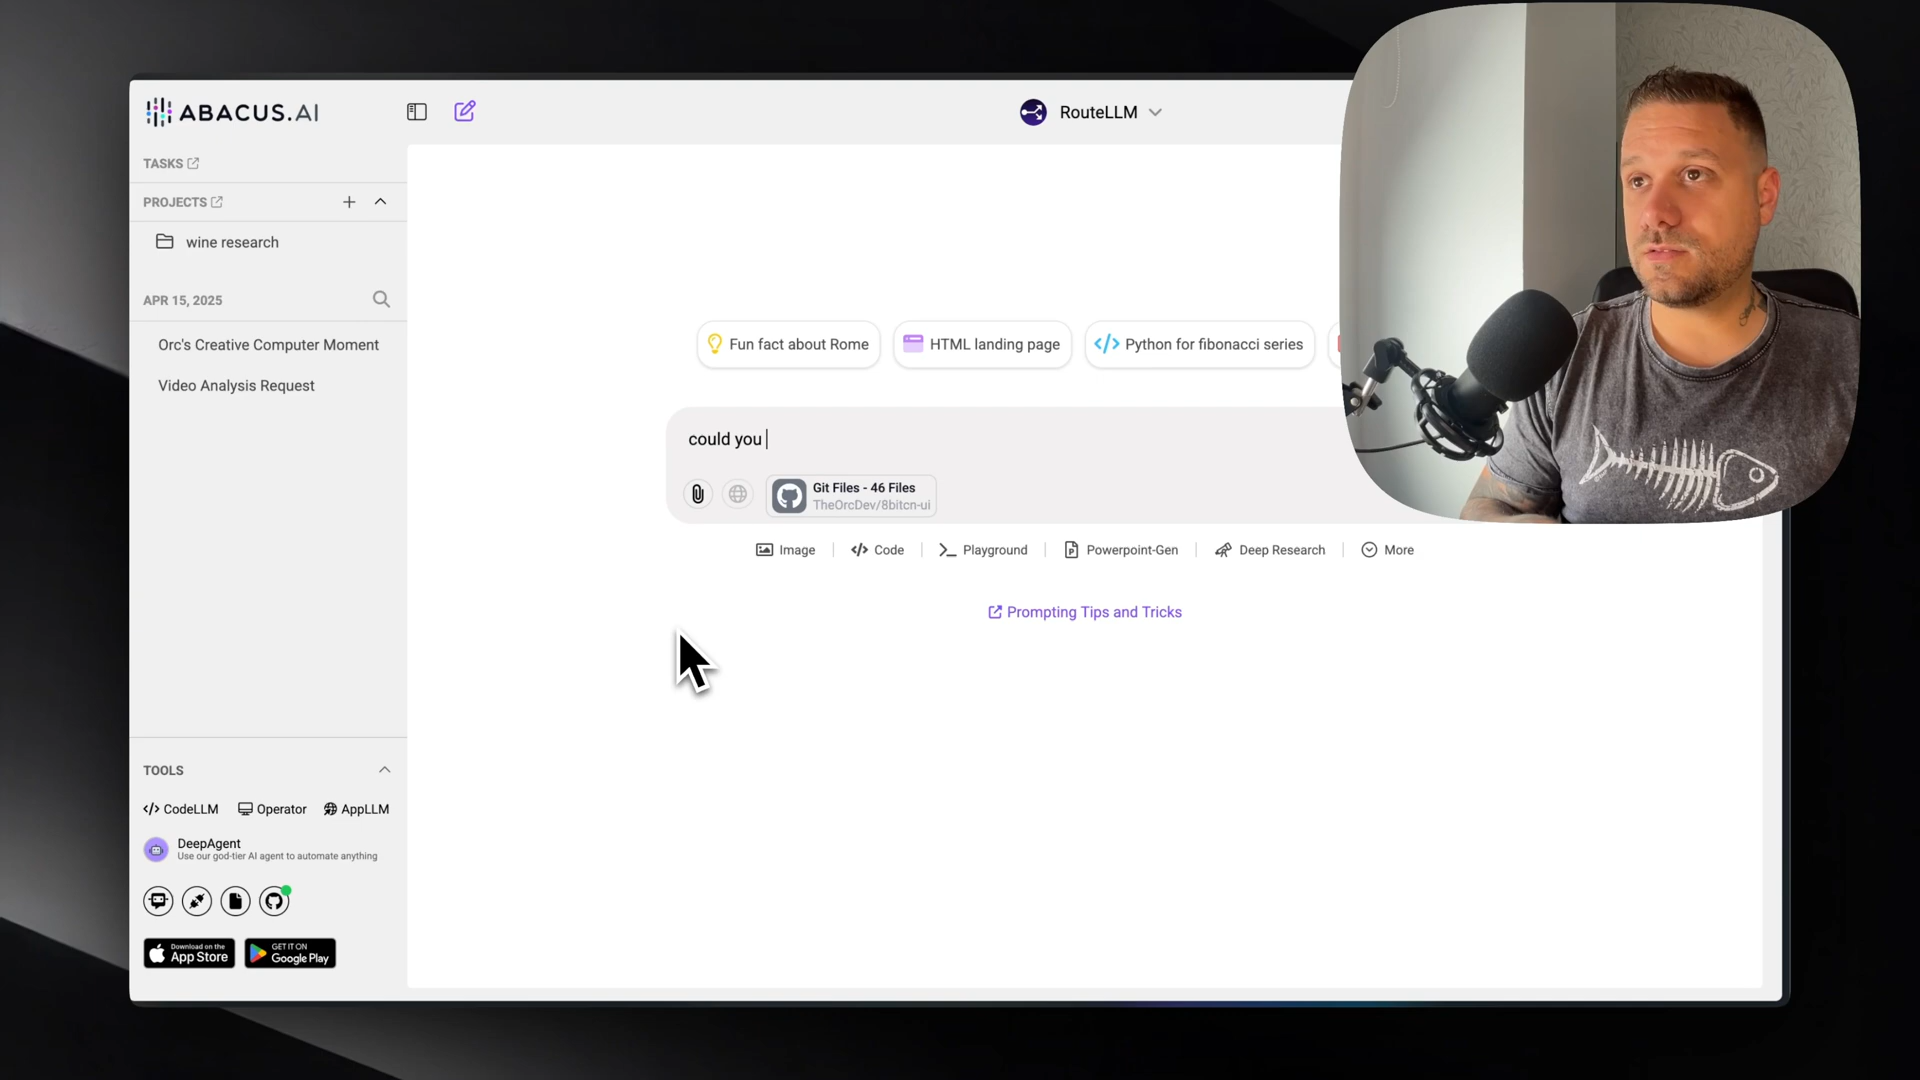 ABACUS.AI
RouteLLM
TASKS
PROJECTS
wine research
APR 15, 2025
Orc's Creative Computer Moment
Video Analysis Request
Fun fact about Rome
HTML landing page
Python for fibonacci series
could you
Git Files - 46 Files
TheOrcDev/8bitcn-ui
Image
Code
Playground
Powerpoint-Gen
Deep Research
More
Prompting Tips and Tricks
TOOLS
CodeLLM
Operator
AppLLM
DeepAgent
Use our god-tier AI agent to automate anything
Download on the
App Store
GET IT ON
Google Play